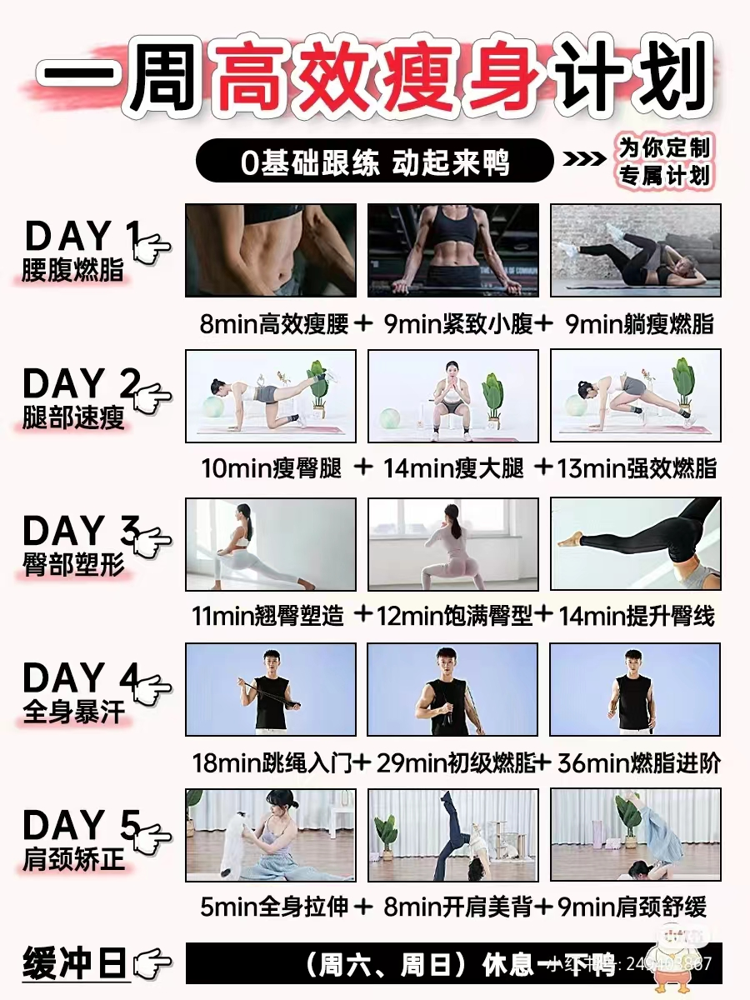 一周高效瘦身计划
0基础跟练 动起来鸭
为你定制
专属计划
DAY 1
腰腹燃脂
8min高效瘦腰 + 9min紧致小腹 + 9min躺瘦燃脂
DAY 2
腿部速瘦
10min瘦臀腿 + 14min瘦大腿 + 13min强效燃脂
DAY 3
臀部塑形
11min翘臀塑造 + 12min饱满臀型 + 14min提升臀线
DAY 4
全身暴汗
18min跳绳入门 + 29min初级燃脂 + 36min燃脂进阶
DAY 5
肩颈矫正
5min全身拉伸 + 8min开肩美背 + 9min肩颈舒缓
缓冲日
（周六、周日）休息一下鸭